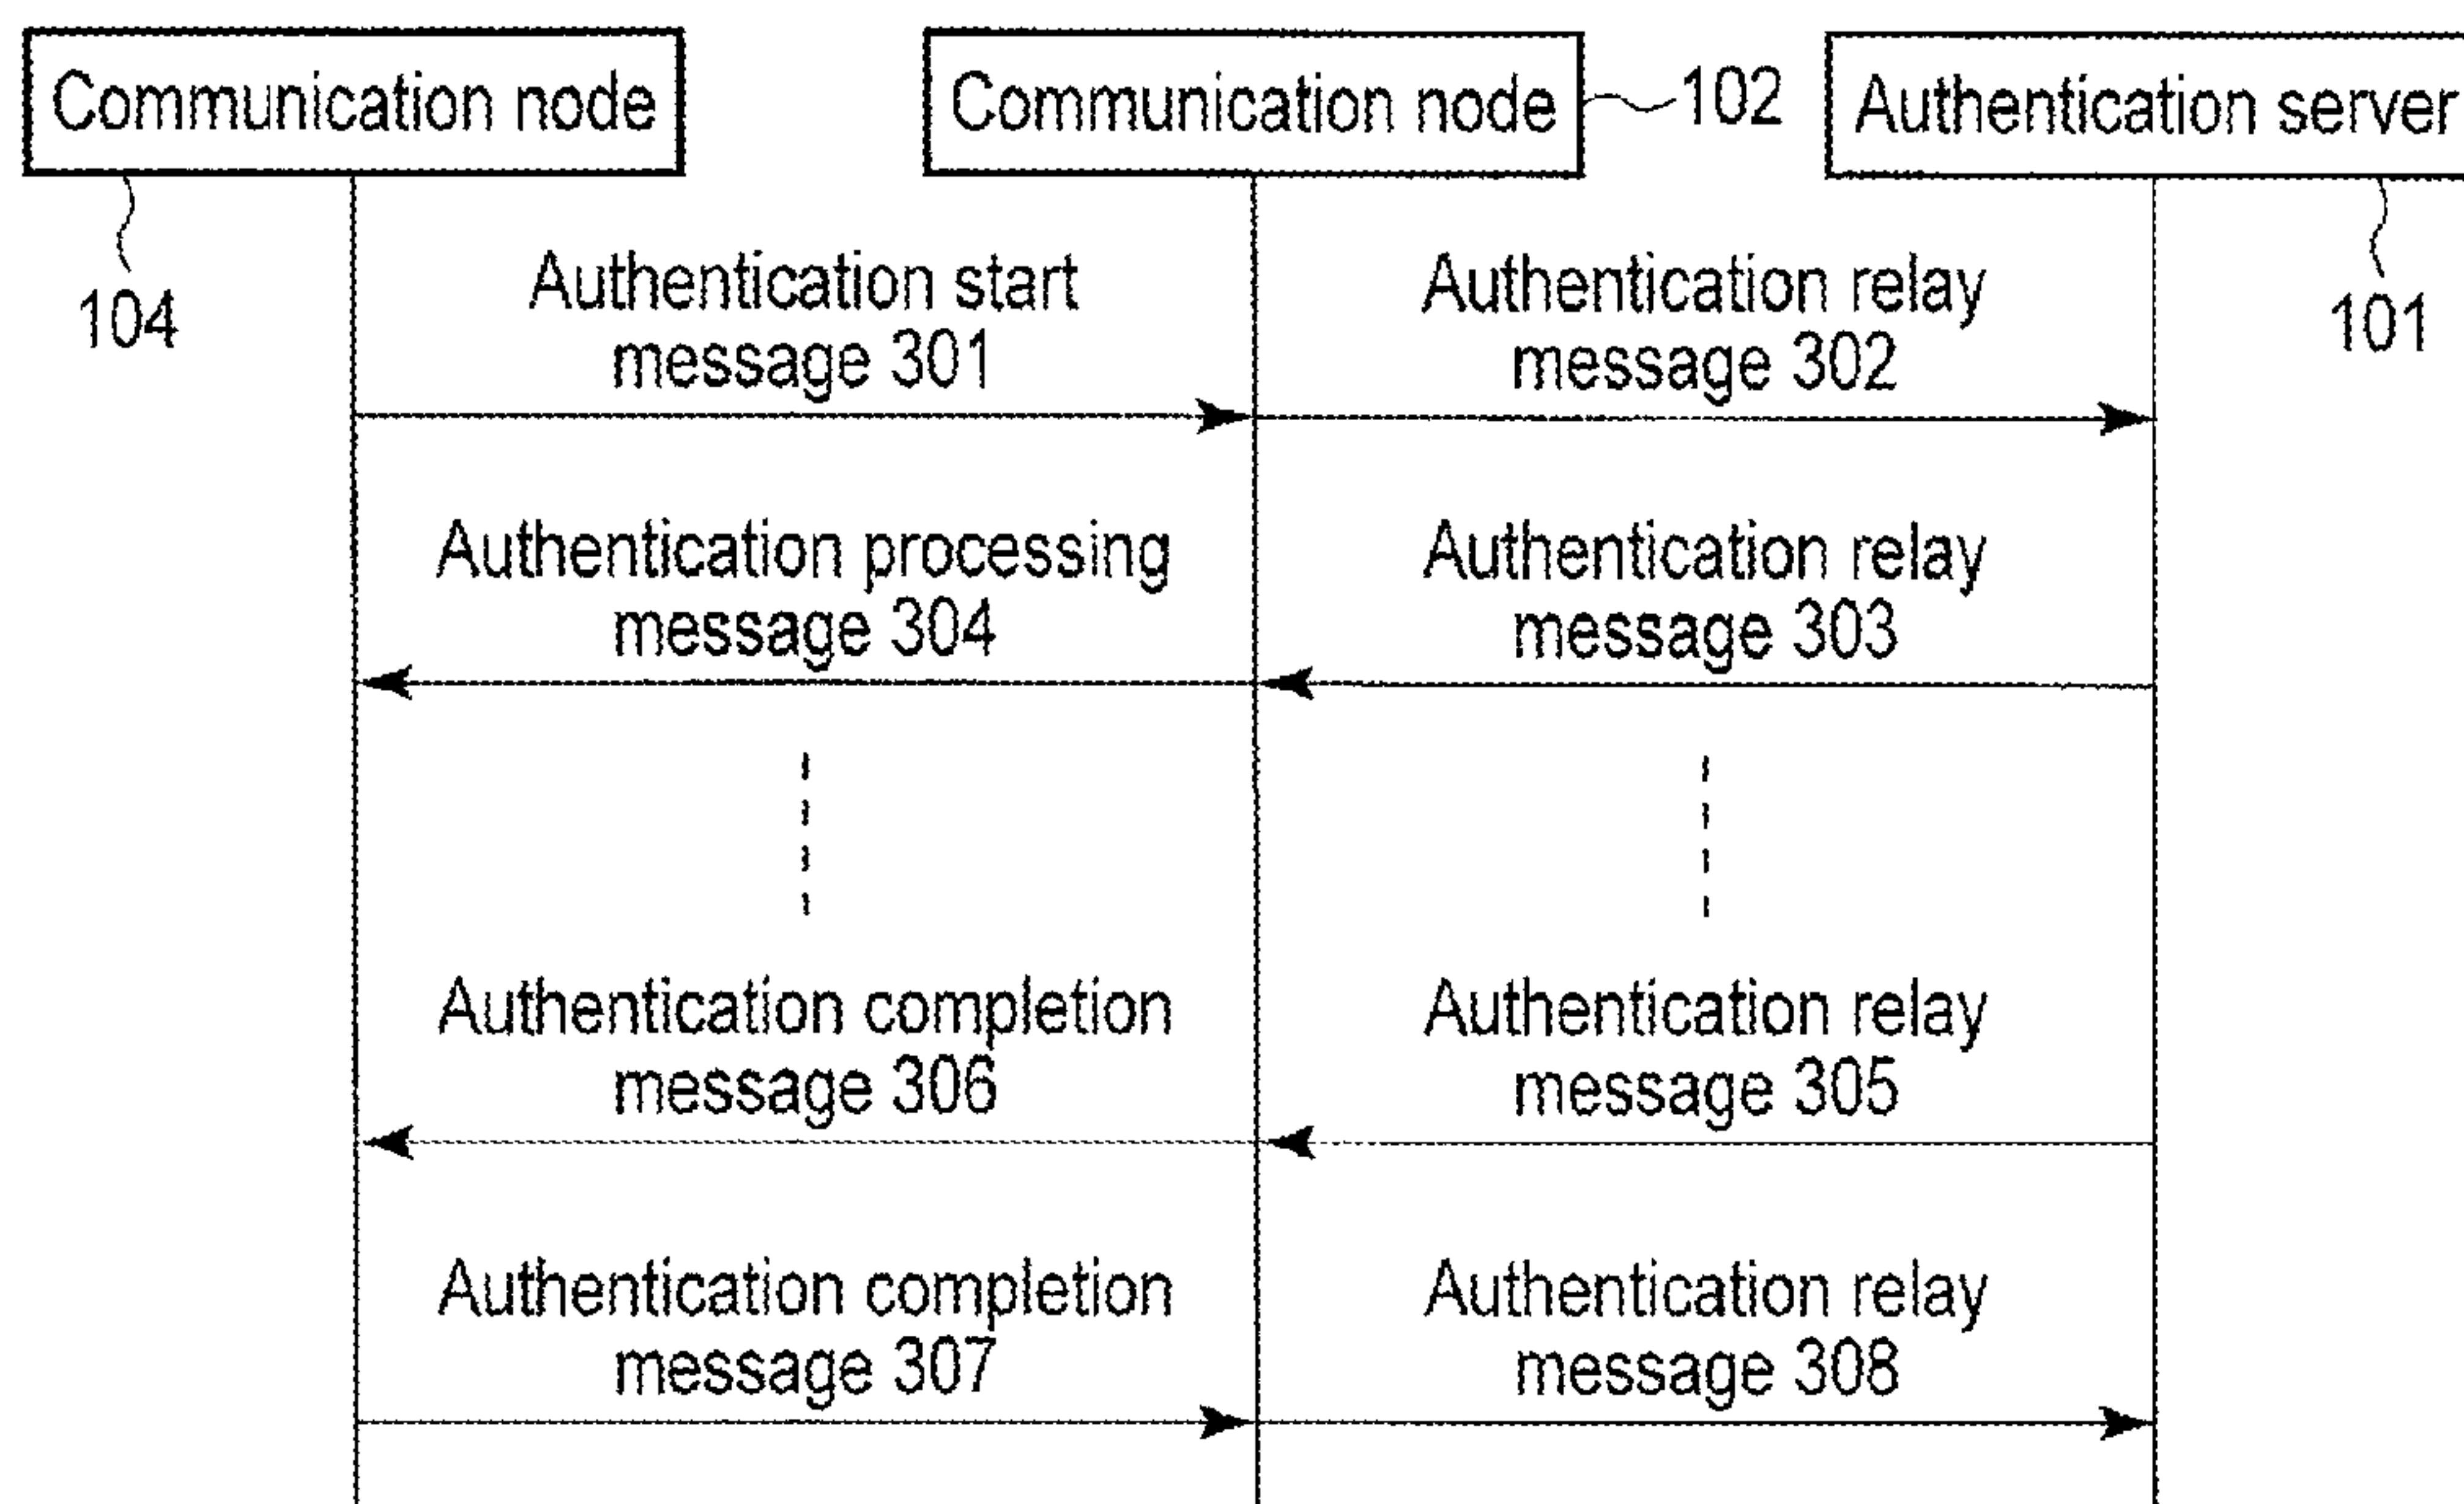 Communication node
Communication node
102
Authentication server
104
101
Authentication start
message 301
Authentication relay
message 302
Authentication processing
message 304
Authentication relay
message 303
Authentication completion
message 306
Authentication relay
message 305
Authentication completion
message 307
Authentication relay
message 308